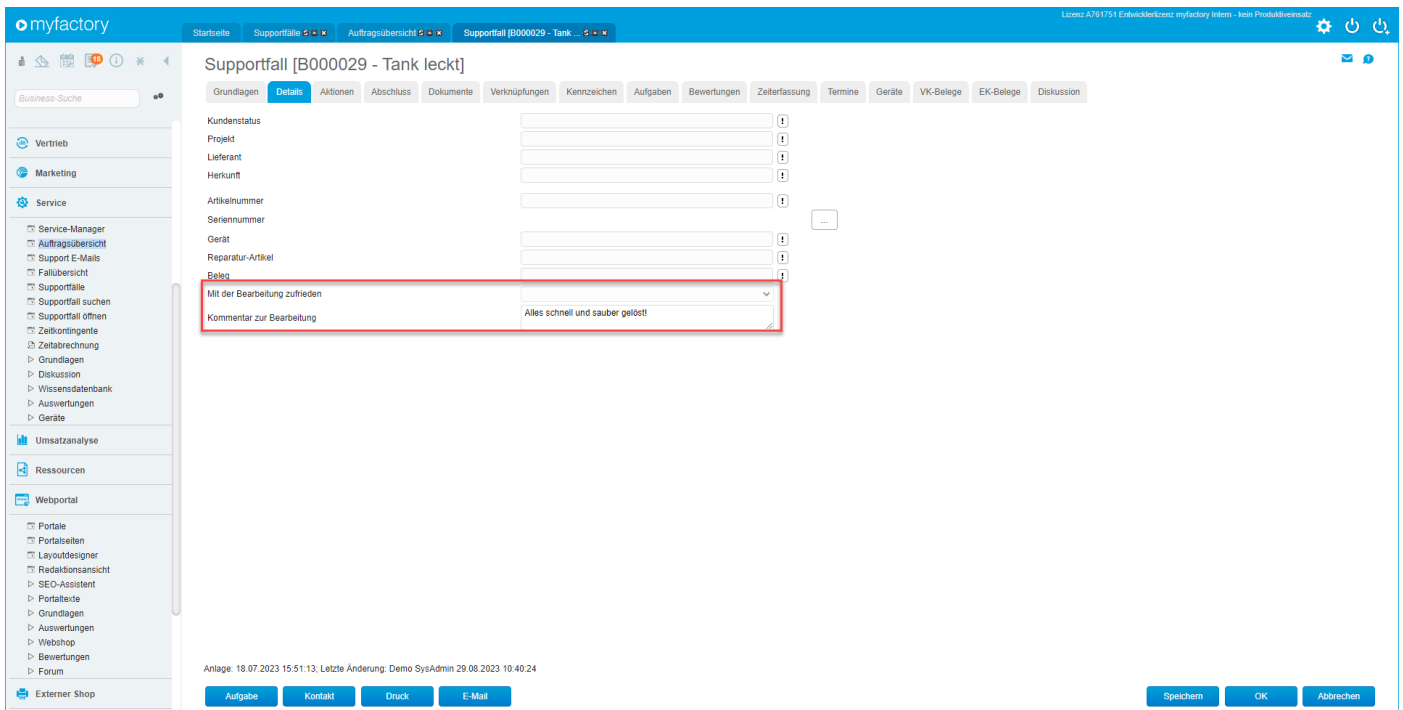 Lizenz A761751 Entwicklerlizenz myfactory Intern - kein Produktiveinsatz
myfactory
Startseite
Supportfälle
Auftragsübersicht
Supportfall [B000029 - Tank ...
18
Business-Suche
Vertrieb
Marketing
Service
Service-Manager
Auftragsübersicht
Support E-Mails
Fallübersicht
Supportfälle
Supportfall suchen
Supportfall öffnen
Zeitkontingente
Zeitabrechnung
Grundlagen
Diskussion
Wissensdatenbank
Auswertungen
Geräte
Umsatzanalyse
Ressourcen
Webportal
Portale
Portalseiten
Layoutdesigner
Redaktionsansicht
SEO-Assistent
Portaltexte
Grundlagen
Auswertungen
Webshop
Bewertungen
Forum
Externer Shop
Supportfall [B000029 - Tank leckt]
Grundlagen Details Aktionen Abschluss Dokumente Verknüpfungen Kennzeichen Aufgaben Bewertungen Zeiterfassung Termine Geräte VK-Belege EK-Belege Diskussion
Kundenstatus !
Projekt !
Lieferant !
Herkunft !
Artikelnummer !
Seriennummer ...
Gerät !
Reparatur-Artikel !
Beleg !
Mit der Bearbeitung zufrieden
Kommentar zur Bearbeitung Alles schnell und sauber gelöst!
Anlage: 18.07.2023 15:51:13; Letzte Änderung: Demo SysAdmin 29.08.2023 10:40:24
Aufgabe Kontakt Druck E-Mail Speichern OK Abbrechen